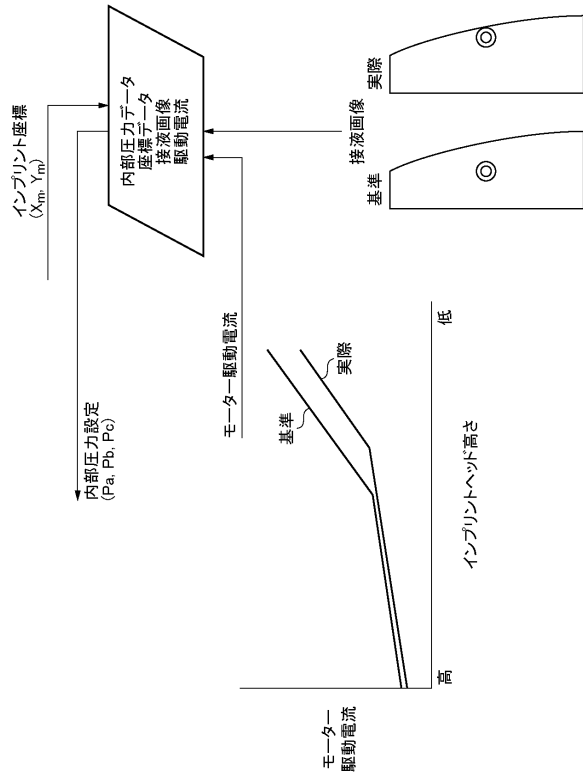 インプリント座標
(Xm, Ym)
内部圧力設定
(Pa, Pb, Pc)
内部圧力データ
座標データ
接液画像
駆動電流
モーター駆動電流
接液画像
基準
実際
モーター
駆動電流
基準
実際
高
低
インプリントヘッド高さ